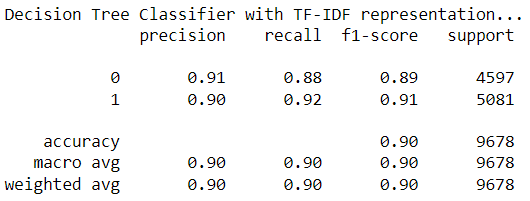 Decision Tree Classifier with TF-IDF representation...
precision recall f1-score support
0 0.91 0.88 0.89 4597
1 0.90 0.92 0.91 5081
accuracy 0.90 9678
macro avg 0.90 0.90 0.90 9678
weighted avg 0.90 0.90 0.90 9678